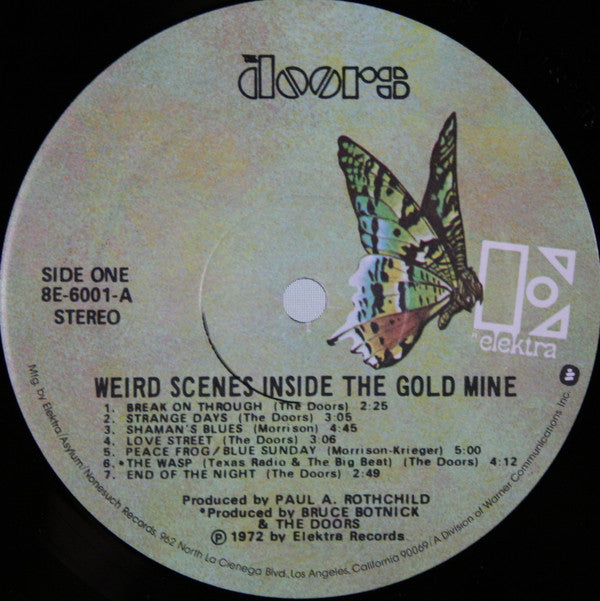 the doors
SIDE ONE
8E-6001-A
STEREO
elektra
WEIRD SCENES INSIDE THE GOLD MINE
1. BREAK ON THROUGH (The Doors) 2:25
2. STRANGE DAYS (The Doors) 3:05
3. SHAMAN'S BLUES (Morrison) 4:45
4. LOVE STREET (The Doors) 3:06
5. PEACE FROG/BLUE SUNDAY (Morrison-Krieger) 5:00
6. *THE WASP (Texas Radio & The Big Beat) (The Doors) 4:12
7. END OF THE NIGHT (The Doors) 2:49
Produced by PAUL A. ROTHCHILD
*Produced by BRUCE BOTNICK
& THE DOORS
℗ 1972 by Elektra Records
Mfg. by Elektra/Asylum/Nonesuch Records, 962 North La Cienega Blvd., Los Angeles, California 90069/A Division of Warner Communications Inc.